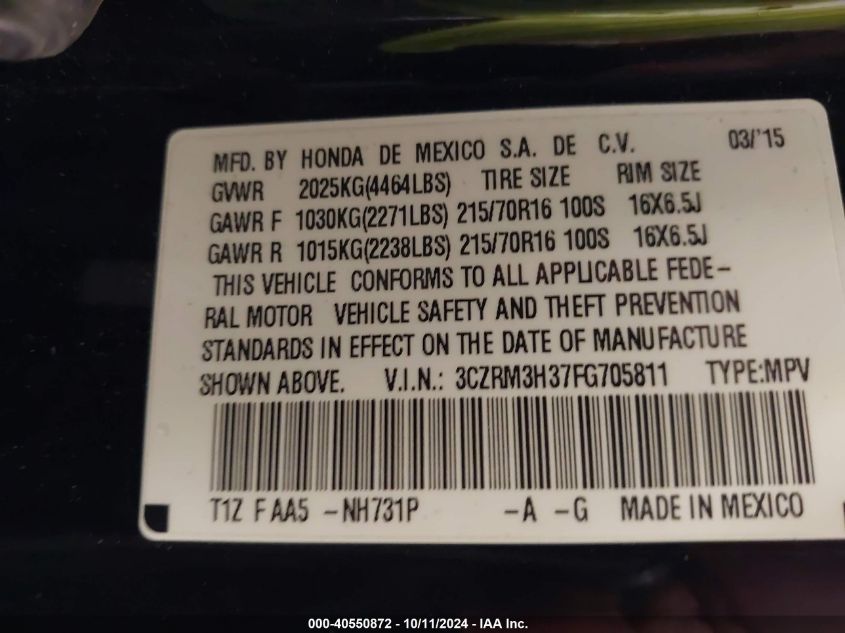 MFD. BY HONDA DE MEXICO S.A. DE C.V. 03/'15
GVWR 2025KG(4464LBS) TIRE SIZE RIM SIZE
GAWR F 1030KG(2271LBS) 215/70R16 100S 16X6.5J
GAWR R 1015KG(2238LBS) 215/70R16 100S 16X6.5J
THIS VEHICLE CONFORMS TO ALL APPLICABLE FEDE-
RAL MOTOR VEHICLE SAFETY AND THEFT PREVENTION
STANDARDS IN EFFECT ON THE DATE OF MANUFACTURE
SHOWN ABOVE. V.I.N.: 3CZRM3H37FG705811 TYPE:MPV
T1Z F AA5 -NH731P -A -G MADE IN MEXICO
000-40550872 - 10/11/2024 - IAA Inc.